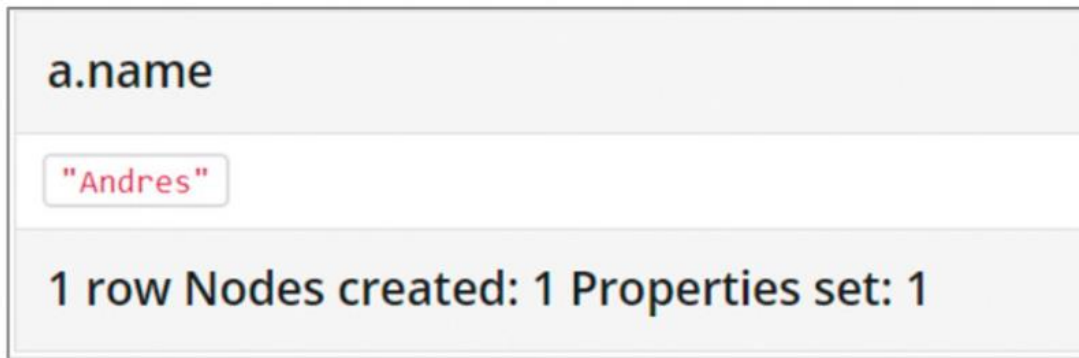 a.name
"Andres"
1 row Nodes created: 1 Properties set: 1